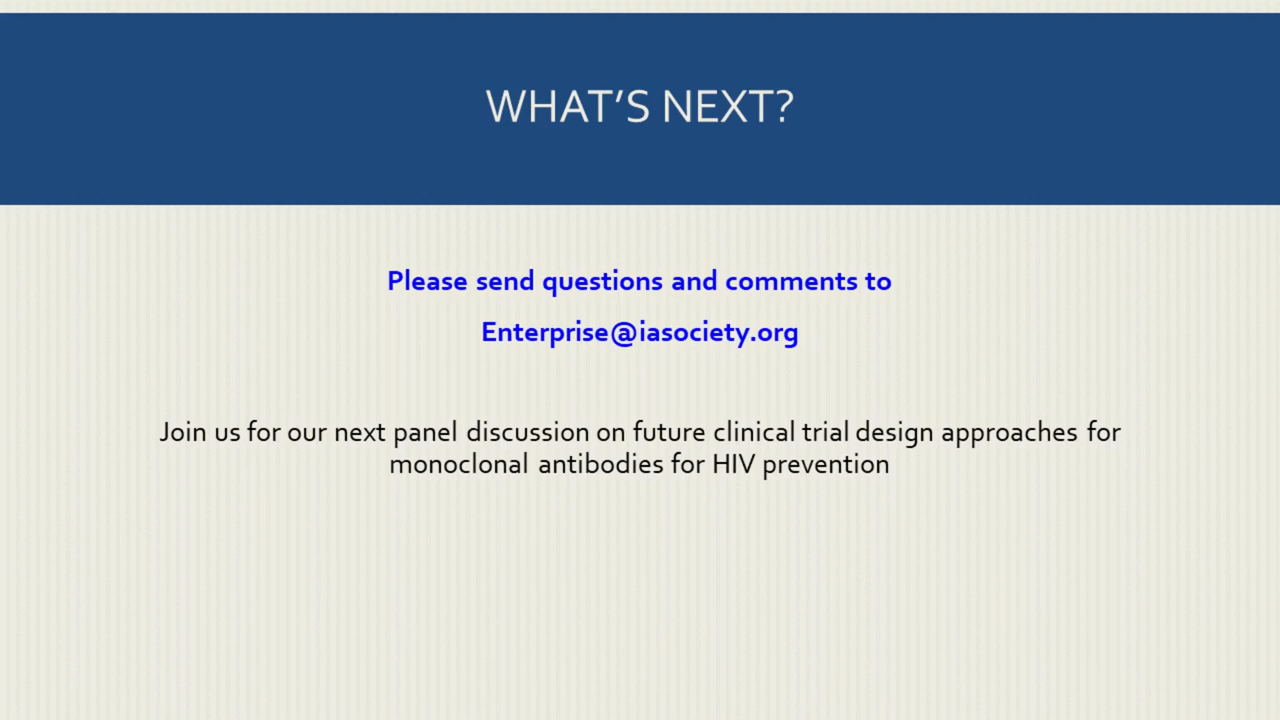 WHAT’S NEXT?
Please send questions and comments to
Enterprise@iasociety.org
Join us for our next panel discussion on future clinical trial design approaches for
monoclonal antibodies for HIV prevention